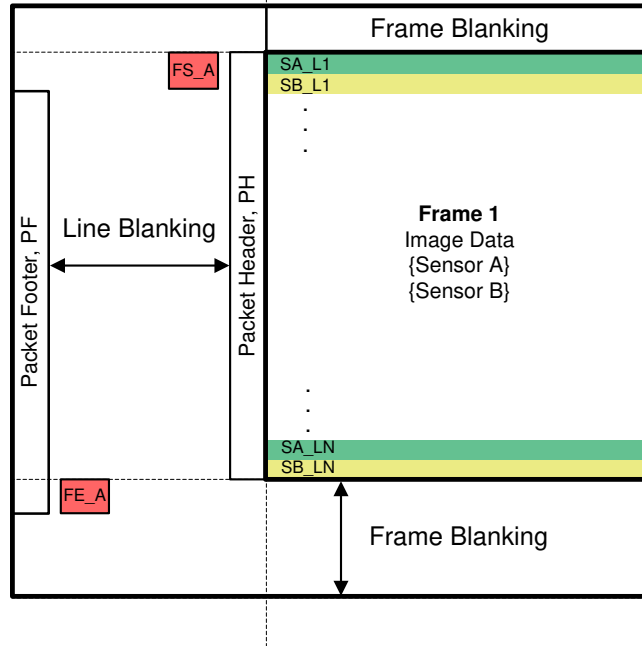 Frame Blanking
FS_A
SA_L1
SB_L1
Packet Footer, PF
Line Blanking
Packet Header, PH
Frame 1
Image Data
{Sensor A}
{Sensor B}
SA_LN
SB_LN
FE_A
Frame Blanking